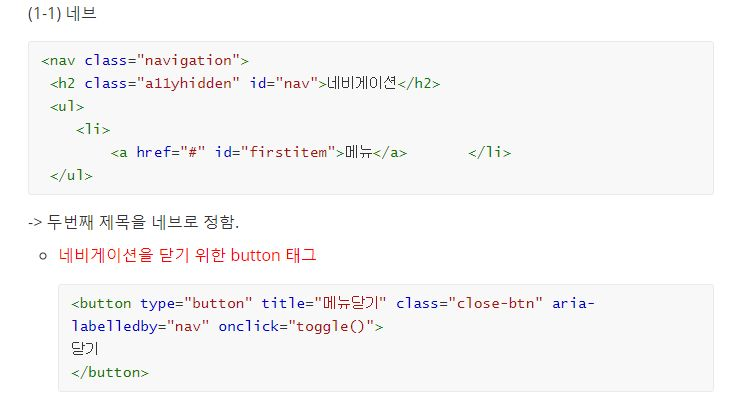 (1-1) 네브
<nav class="navigation">
<h2 class="a11yhidden" id="nav">네비게이션</h2>
<ul>
<li>
<a href="#" id="firstitem">메뉴</a> </li>
</ul>
-> 두번째 제목을 네브로 정함.
네비게이션을 닫기 위한 button 태그
<button type="button" title="메뉴닫기" class="close-btn" aria-
labelledby="nav" onclick="toggle()">
닫기
</button>